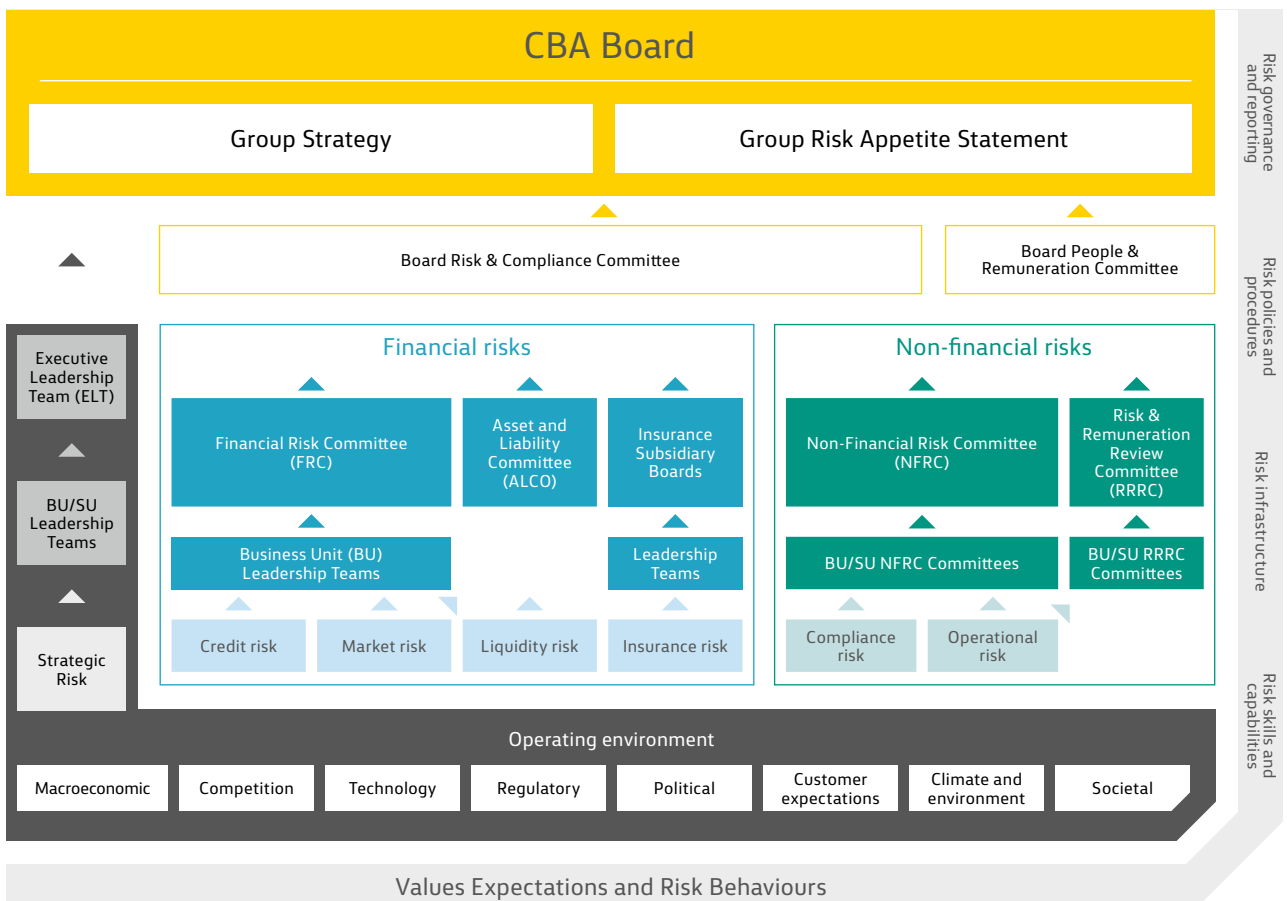 CBA Board
Group Strategy
Group Risk Appetite Statement
Board Risk & Compliance Committee
Board People &
Remuneration Committee
Executive
Leadership
Team (ELT)
BU/SU
Leadership
Teams
Strategic
Risk
Financial risks
Financial Risk Committee
(FRC)
Asset and
Liability
Committee
(ALCO)
Insurance
Subsidiary
Boards
Business Unit (BU)
Leadership Teams
Leadership
Teams
Credit risk
Market risk
Liquidity risk
Insurance risk
Non-financial risks
Non-Financial Risk Committee
(NFRC)
Risk &
Remuneration
Review
Committee
(RRRC)
BU/SU NFRC Committees
BU/SU RRRC
Committees
Compliance
risk
Operational
risk
Operating environment
Macroeconomic
Competition
Technology
Regulatory
Political
Customer
expectations
Climate and
environment
Societal
Risk governance
and reporting
Risk policies and
procedures
Risk infrastructure
Risk skills and
capabilities
Values Expectations and Risk Behaviours